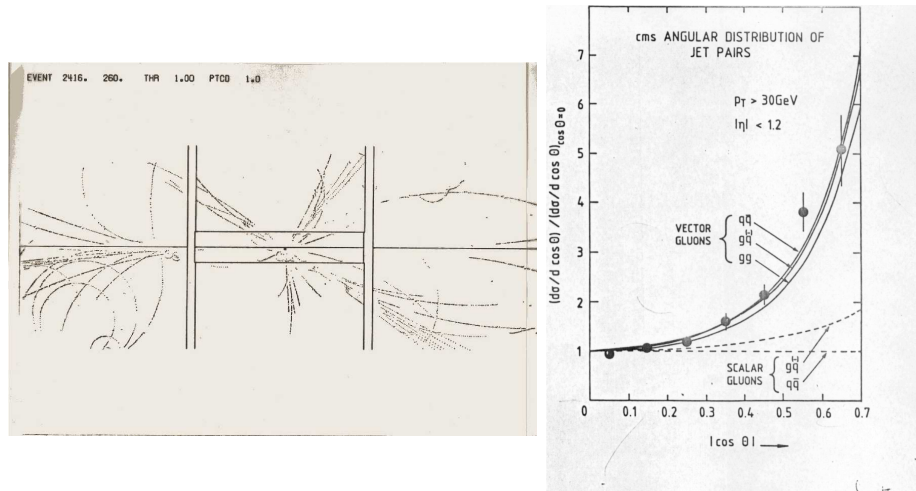 EVENT 2416. 260. THR 1.00 PTCD 1.0
cms ANGULAR DISTRIBUTION OF
JET PAIRS
pT > 30GeV
|η| < 1.2
(dσ/d cos θ) / (dσ/d cos θ)cos θ=0
7
6
5
4
3
2
1
0
VECTOR
GLUONS
qq̄
gq⁽⁻⁾
gg
SCALAR
GLUONS
gq⁽⁻⁾
qq̄
0 0.1 0.2 0.3 0.4 0.5 0.6 0.7
|cos θ|